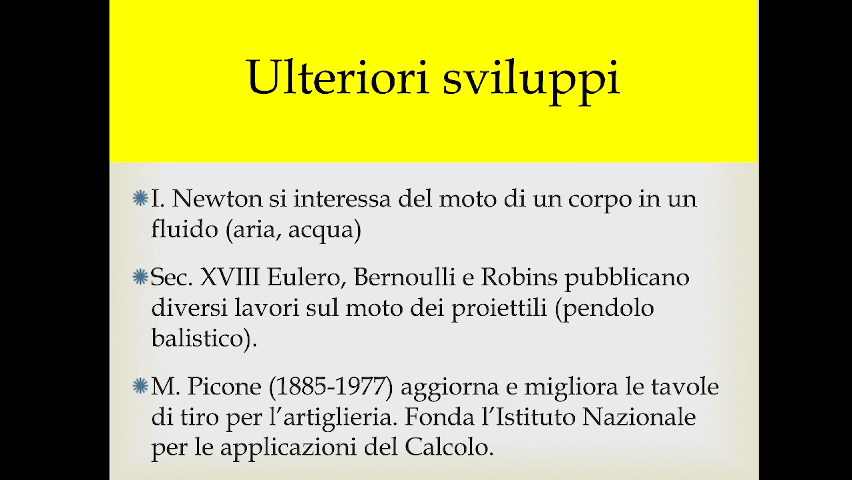 Ulteriori sviluppi
I. Newton si interessa del moto di un corpo in un
fluido (aria, acqua)
Sec. XVIII Eulero, Bernoulli e Robins pubblicano
diversi lavori sul moto dei proiettili (pendolo
balistico).
M. Picone (1885-1977) aggiorna e migliora le tavole
di tiro per l’artiglieria. Fonda l’Istituto Nazionale
per le applicazioni del Calcolo.